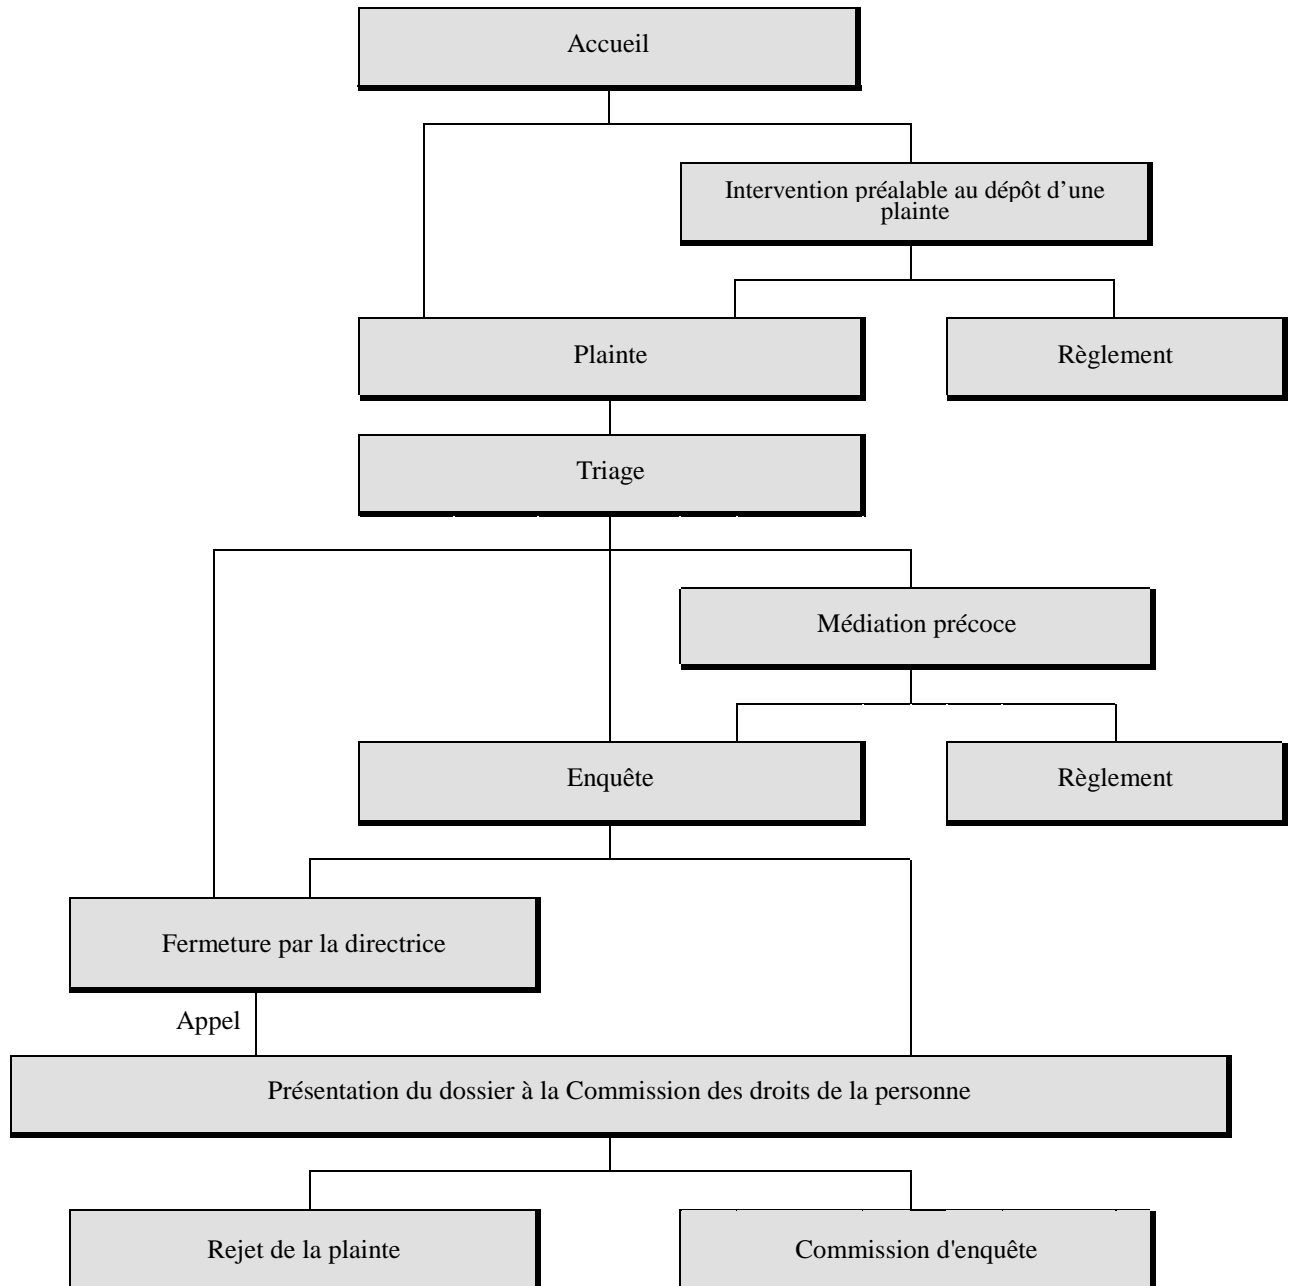 Accueil
Intervention préalable au dépôt d’une
plainte
Plainte
Règlement
Triage
Médiation précoce
Enquête
Règlement
Fermeture par la directrice
Appel
Présentation du dossier à la Commission des droits de la personne
Rejet de la plainte
Commission d'enquête